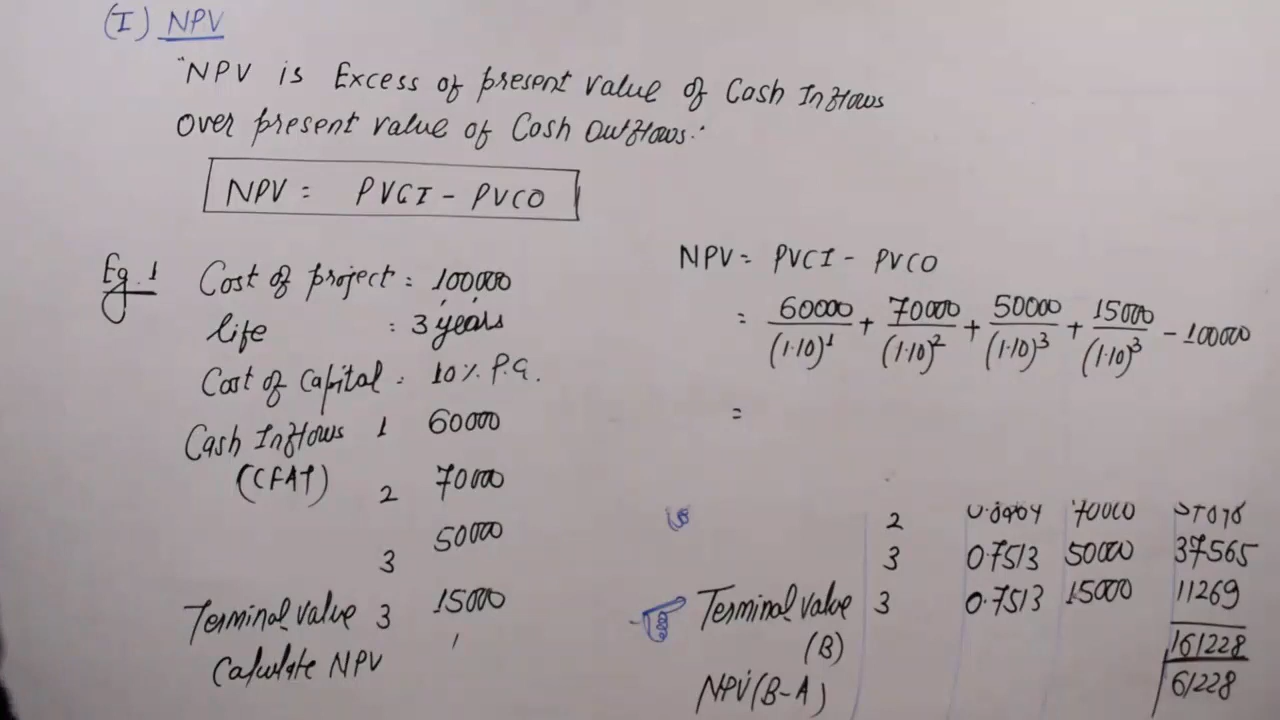 (I) NPV
"NPV is Excess of present value of Cash Inflows
over present value of Cash Outflows."
NPV = PVCI - PVCO
Eg.1 Cost of project = 100000
life : 3 years
Cost of Capital = 10% P.a.
Cash Inflows 1 60000
(CFAT)
2 70000
3 50000
Terminal value 3 15000
Calculate NPV
NPV = PVCI - PVCO
= 60000/(1.10)^1 + 70000/(1.10)^2 + 50000/(1.10)^3 + 15000/(1.10)^3 - 100000
=
2 70000
3 0.7513 50000 37565
Terminal value 3 0.7513 15000 11269
(B) 161228
NPV (B-A) 61228